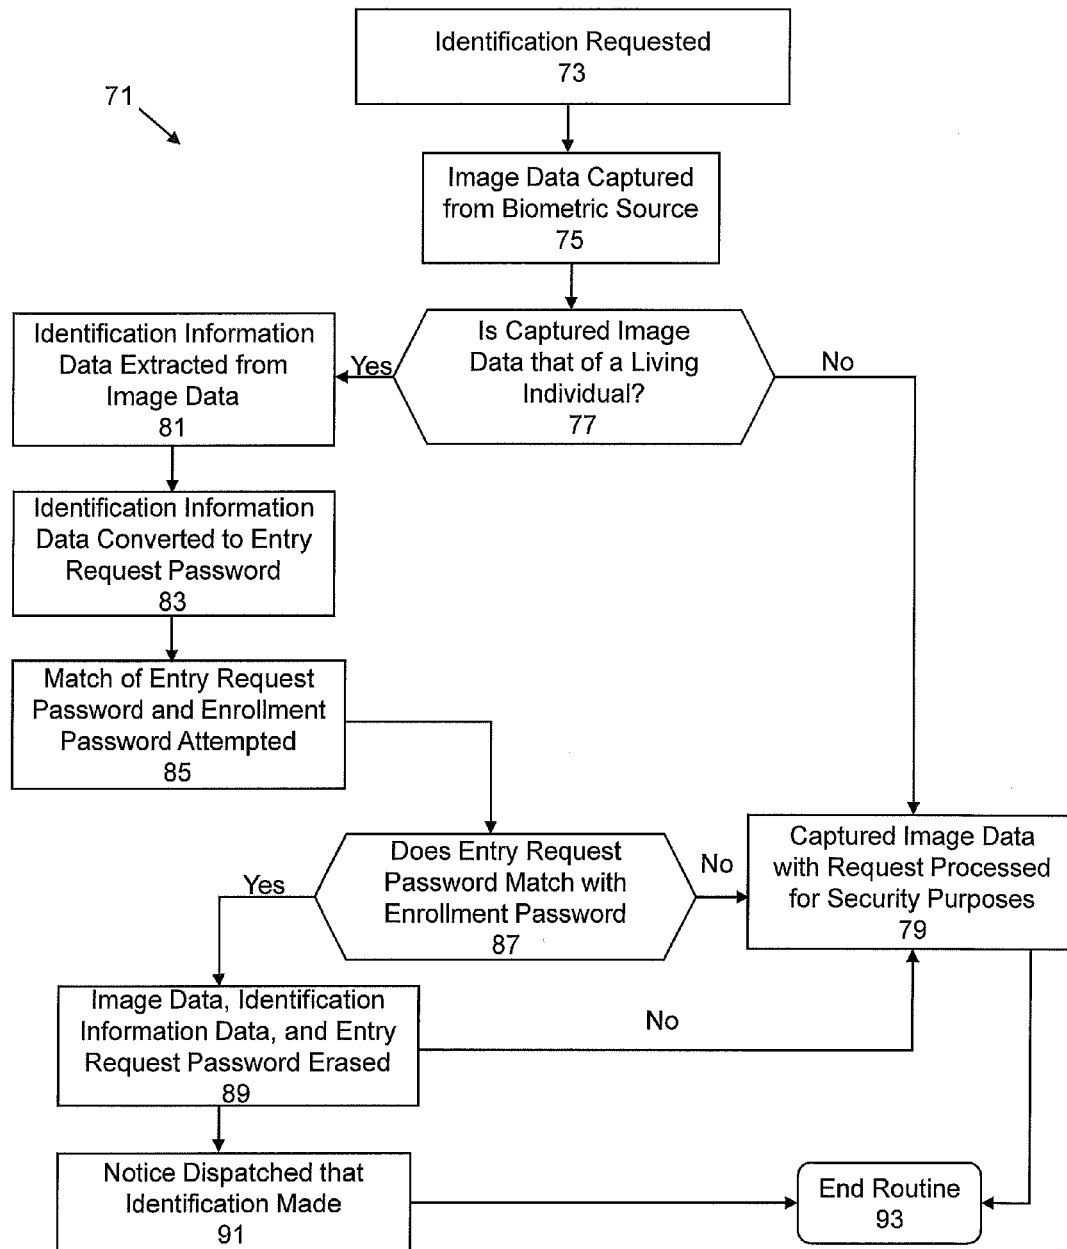 Identification Requested
73
71
Image Data Captured
from Biometric Source
75
Is Captured Image
Data that of a Living
Individual?
77
Yes
No
Identification Information
Data Extracted from
Image Data
81
Identification Information
Data Converted to Entry
Request Password
83
Match of Entry Request
Password and Enrollment
Password Attempted
85
Does Entry Request
Password Match with
Enrollment Password
87
Yes
No
Captured Image Data
with Request Processed
for Security Purposes
79
Image Data, Identification
Information Data, and Entry
Request Password Erased
89
No
Notice Dispatched that
Identification Made
91
End Routine
93